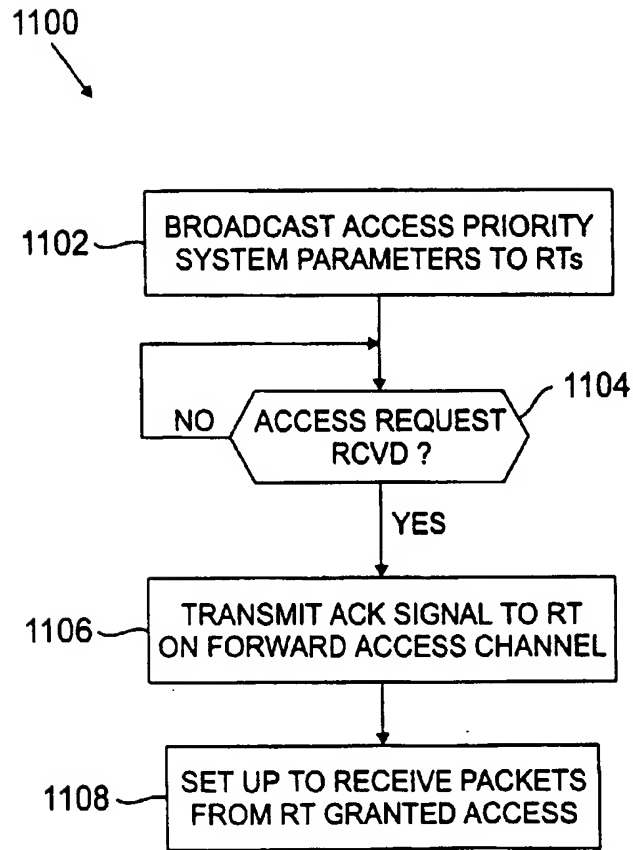 1100
1102
BROADCAST ACCESS PRIORITY
SYSTEM PARAMETERS TO RTs
1104
NO
ACCESS REQUEST
RCVD ?
YES
1106
TRANSMIT ACK SIGNAL TO RT
ON FORWARD ACCESS CHANNEL
1108
SET UP TO RECEIVE PACKETS
FROM RT GRANTED ACCESS